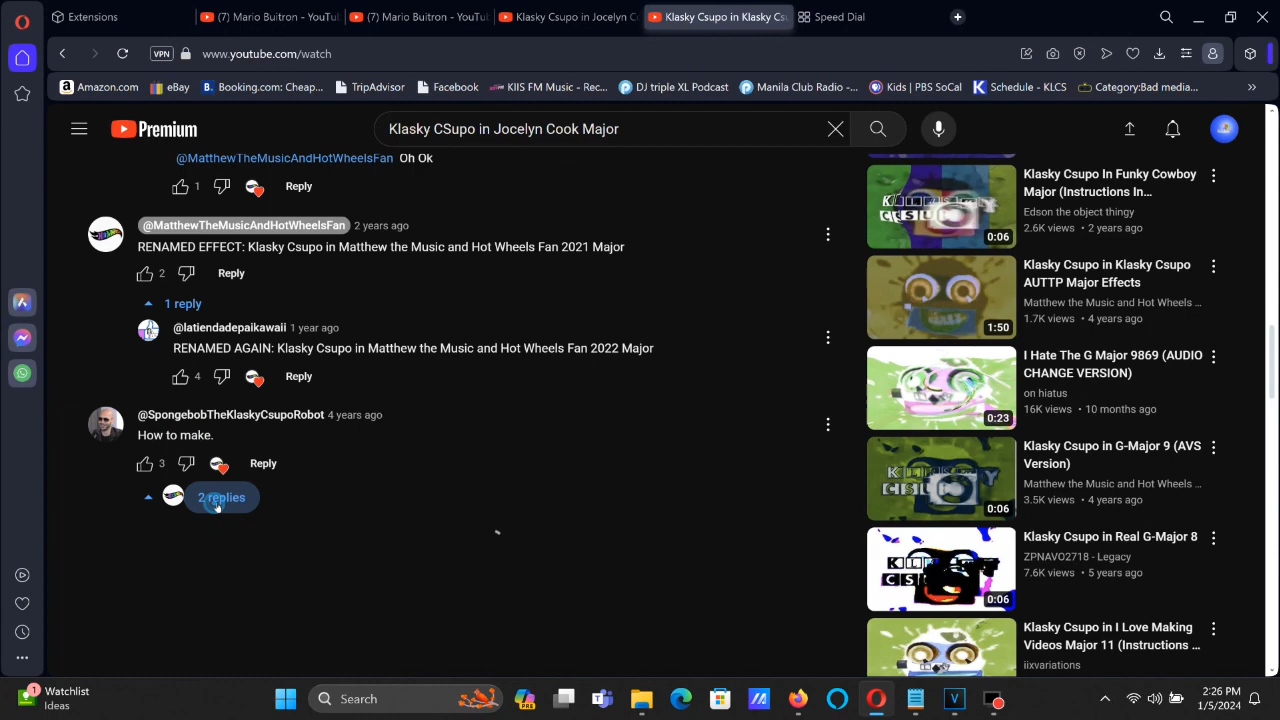 Extensions
(7) Mario Buitron - YouTu
(7) Mario Buitron - YouTu
Klasky Csupo in Jocelyn C
Klasky Csupo in Klasky Cs
Speed Dial
VPN
www.youtube.com/watch
Amazon.com
eBay
Booking.com: Cheap...
TripAdvisor
Facebook
KIIS FM Music - Rec...
DJ triple XL Podcast
Manila Club Radio -...
Kids | PBS SoCal
Schedule - KLCS
Category:Bad media...
Premium
Klasky CSupo in Jocelyn Cook Major
@MatthewTheMusicAndHotWheelsFan Oh Ok
1
Reply
@MatthewTheMusicAndHotWheelsFan 2 years ago
RENAMED EFFECT: Klasky Csupo in Matthew the Music and Hot Wheels Fan 2021 Major
2
Reply
1 reply
@latiendadepaikawaii 1 year ago
RENAMED AGAIN: Klasky Csupo in Matthew the Music and Hot Wheels Fan 2022 Major
4
Reply
@SpongebobTheKlaskyCsupoRobot 4 years ago
How to make.
3
Reply
2 replies
0:06
Klasky Csupo In Funky Cowboy
Major (Instructions In...
Edson the object thingy
2.6K views • 2 years ago
1:50
Klasky Csupo in Klasky Csupo
AUTTP Major Effects
Matthew the Music and Hot Wheels ...
1.7K views • 4 years ago
0:23
I Hate The G Major 9869 (AUDIO
CHANGE VERSION)
on hiatus
16K views • 10 months ago
0:06
Klasky Csupo in G-Major 9 (AVS
Version)
Matthew the Music and Hot Wheels ...
3.5K views • 4 years ago
0:06
Klasky Csupo in Real G-Major 8
ZPNAVO2718 - Legacy
7.6K views • 5 years ago
Klasky Csupo in I Love Making
Videos Major 11 (Instructions ...
iixvariations
1
Watchlist
Ideas
Search
PRE
2:26 PM
1/5/2024